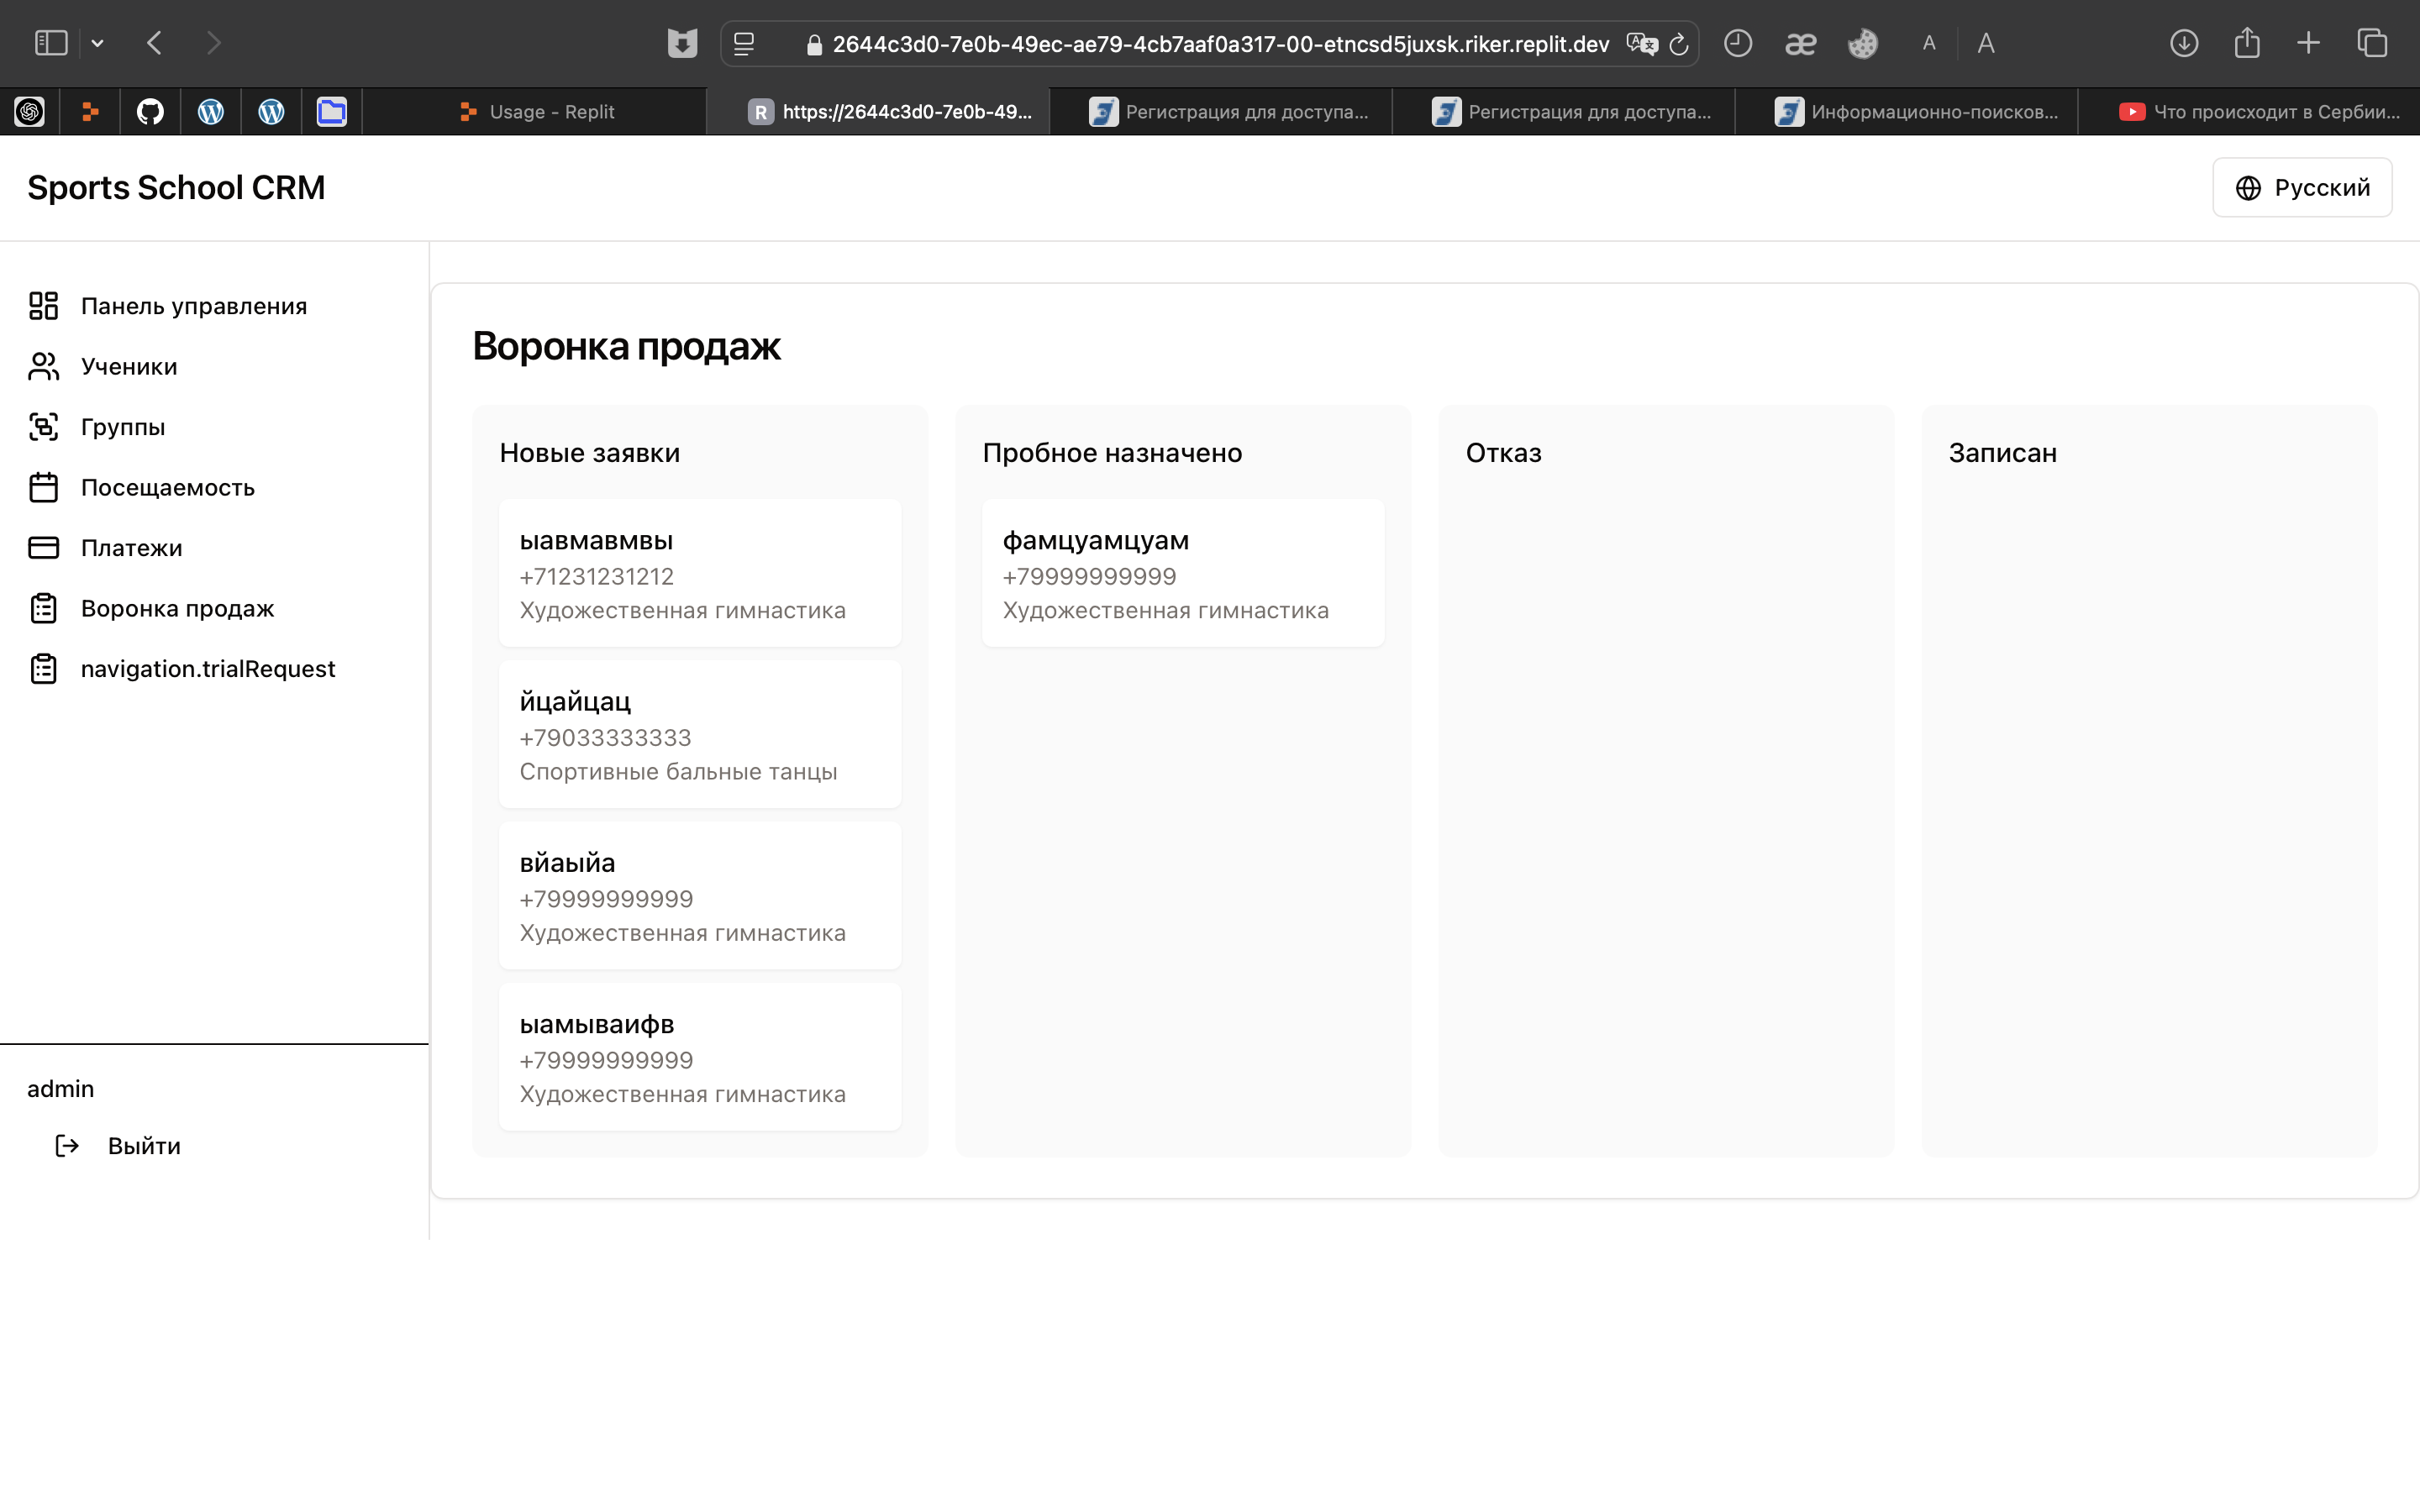 2644c3d0-7e0b-49ec-ae79-4cb7aaf0a317-00-etncsd5juxsk.riker.replit.dev
A A
Usage - Replit
R https://2644c3d0-7e0b-49...
Регистрация для доступа...
Регистрация для доступа...
Информационно-поисков...
Что происходит в Сербии...
Sports School CRM
Русский
Панель управления
Ученики
Группы
Посещаемость
Платежи
Воронка продаж
navigation.trialRequest
admin
Выйти
Воронка продаж
Новые заявки
ыавмавмвы
+71231231212
Художественная гимнастика
йцайцац
+79033333333
Спортивные бальные танцы
вйаыйа
+79999999999
Художественная гимнастика
ыамываифв
+79999999999
Художественная гимнастика
Пробное назначено
фамцуамцуам
+79999999999
Художественная гимнастика
Отказ
Записан